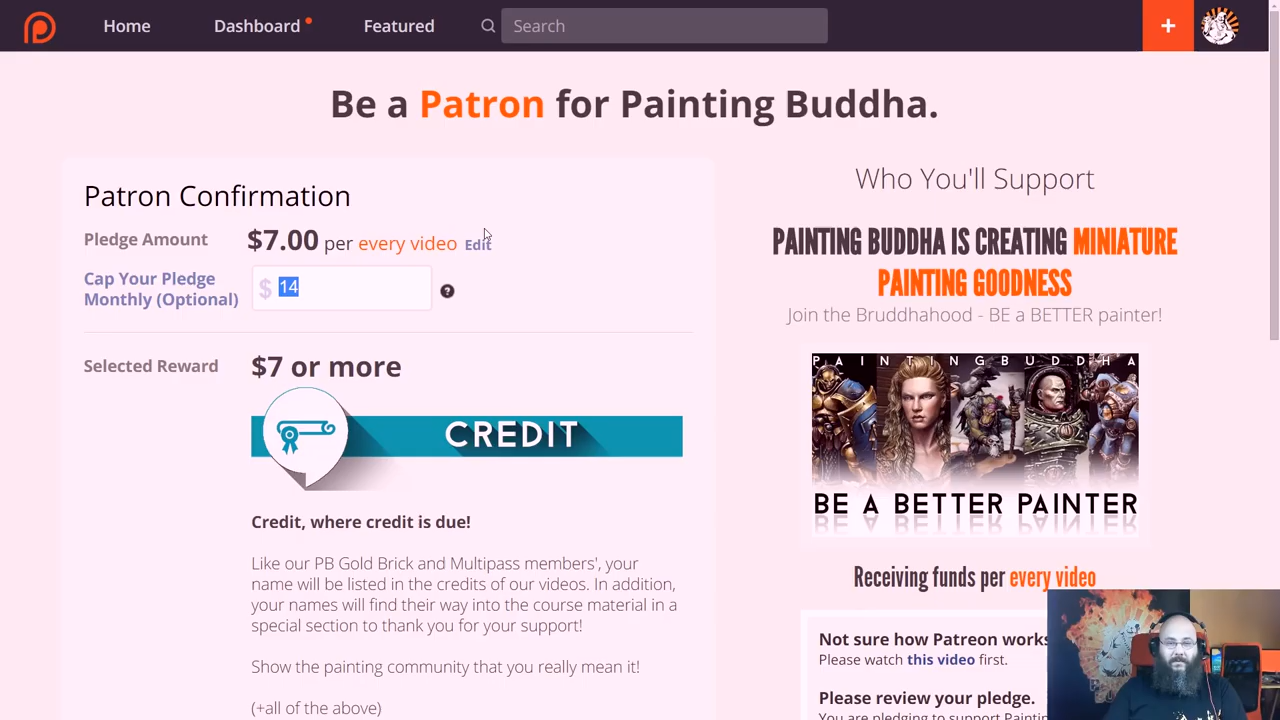 Home
Dashboard
Featured
Search
+
Be a Patron for Painting Buddha.
Patron Confirmation
Pledge Amount
$7.00 per every video Edit
Cap Your Pledge
Monthly (Optional)
$ 14
?
Selected Reward
$7 or more
CREDIT
Credit, where credit is due!
Like our PB Gold Brick and Multipass members', your
name will be listed in the credits of our videos. In addition,
your names will find their way into the course material in a
special section to thank you for your support!
Show the painting community that you really mean it!
(+all of the above)
Who You'll Support
PAINTING BUDDHA IS CREATING MINIATURE
PAINTING GOODNESS
Join the Bruddhahood - BE a BETTER painter!
PAINTINGBUDDHA
BE A BETTER PAINTER
Receiving funds per every video
Not sure how Patreon works
Please watch this video first.
Please review your pledge.
You are pledging to support